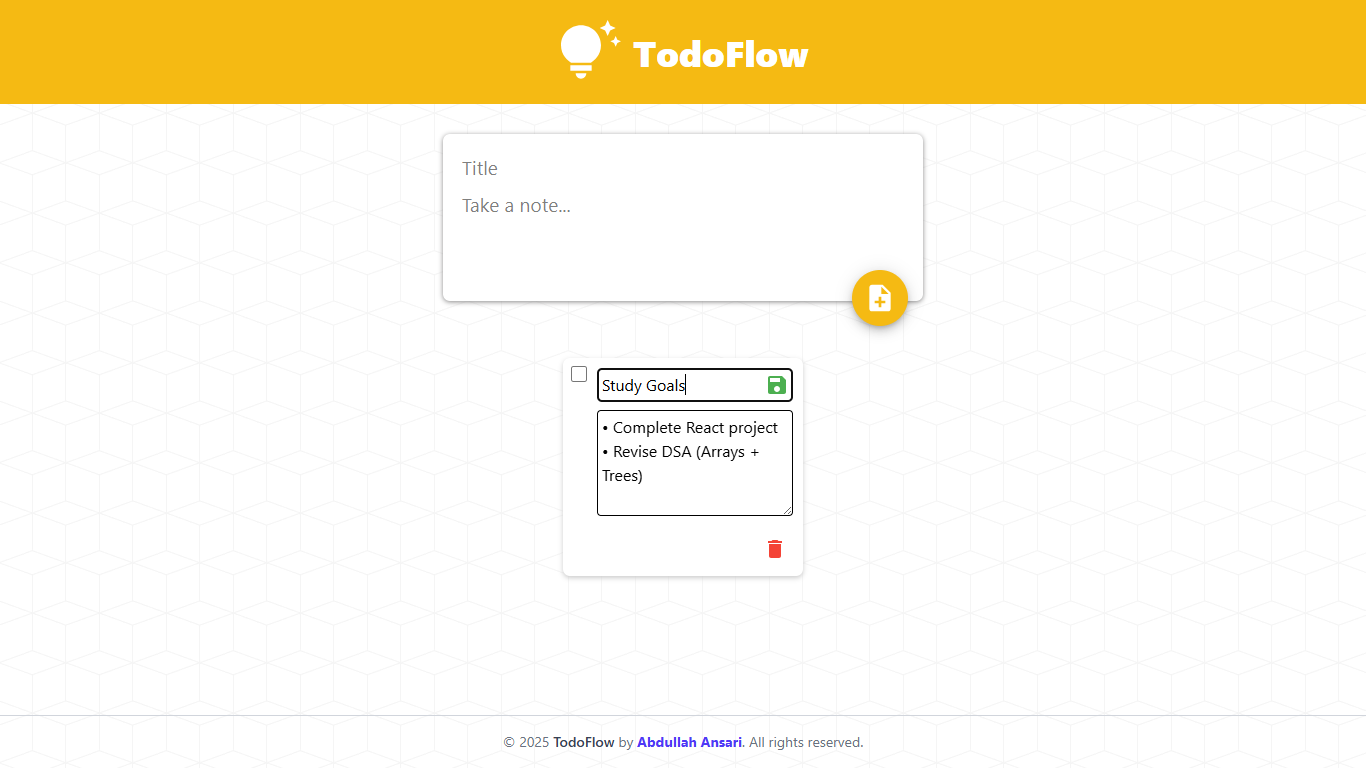 TodoFlow
Title
Take a note...
Study Goals
• Complete React project
• Revise DSA (Arrays +
Trees)
© 2025 TodoFlow by Abdullah Ansari. All rights reserved.